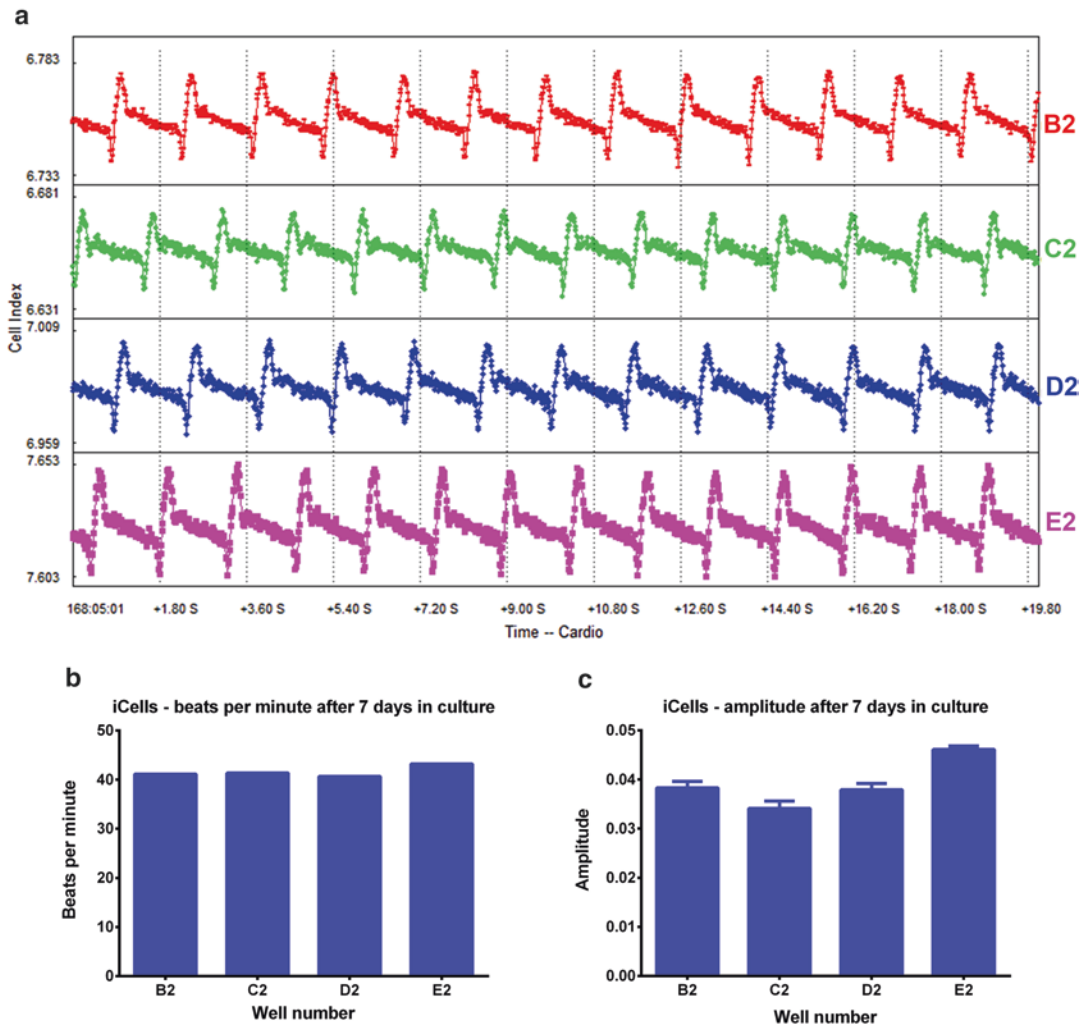 a
6.783
6.733
B2
6.681
6.631
C2
7.009
6.959
D2
7.653
7.603
E2
Cell Index
168:05:01 +1.80 S +3.60 S +5.40 S +7.20 S +9.00 S +10.80 S +12.60 S +14.40 S +16.20 S +18.00 S +19.80
Time -- Cardio
b
iCells - beats per minute after 7 days in culture
50
40
30
20
10
0
Beats per minute
B2 C2 D2 E2
Well number
c
iCells - amplitude after 7 days in culture
0.05
0.04
0.03
0.02
0.01
0.00
Amplitude
B2 C2 D2 E2
Well number